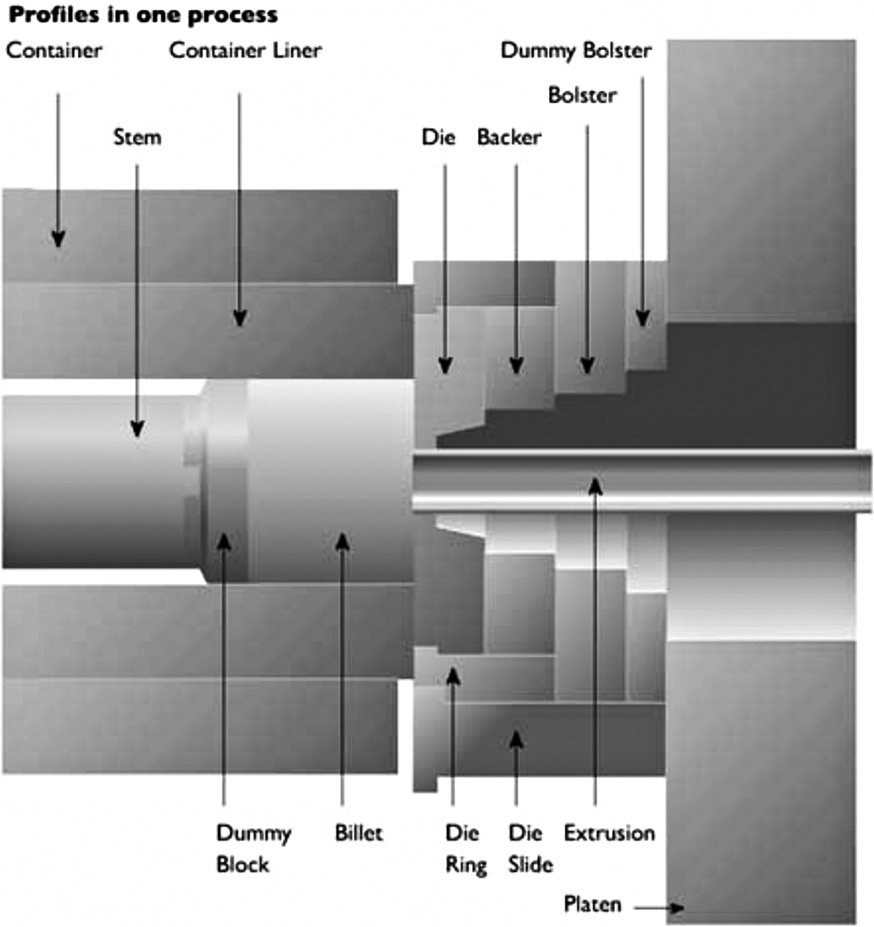 Profiles in one process
Container
Container Liner
Dummy Bolster
Bolster
Stem
Die
Backer
Dummy
Block
Billet
Die
Ring
Die
Slide
Extrusion
Platen